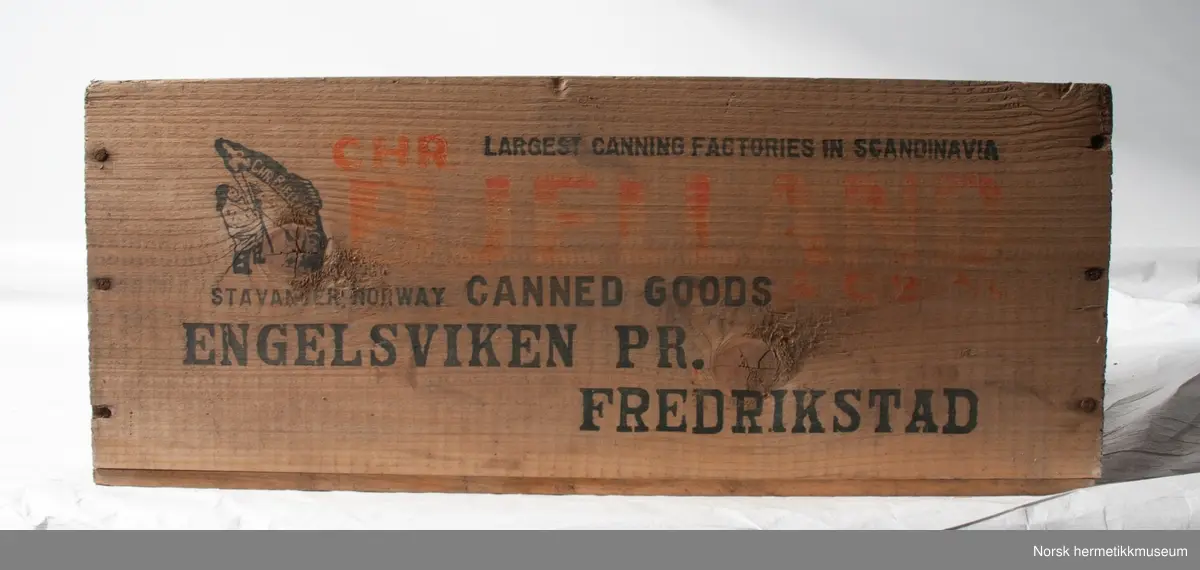 CHR LARGEST CANNING FACTORIES IN SCANDINAVIA
BJELLAND
STAVANGER NORWAY CANNED GOODS
ENGELSVIKEN PR.
FREDRIKSTAD
Norsk hermetikkmuseum